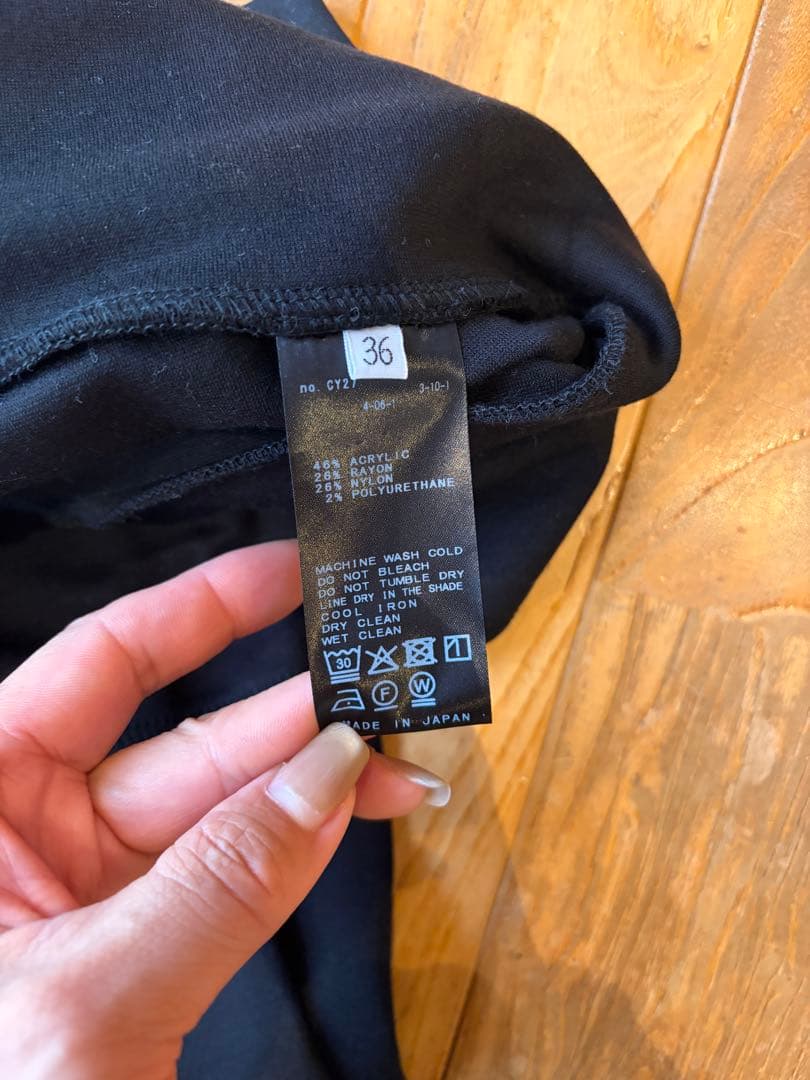 36
no. CY27
3-10-1
4-06-1
46% ACRYLIC
26% RAYON
26% NYLON
2% POLYURETHANE
MACHINE WASH COLD
DO NOT BLEACH
DO NOT TUMBLE DRY
LINE DRY IN THE SHADE
COOL IRON
DRY CLEAN
WET CLEAN
30
F W
MADE IN JAPAN